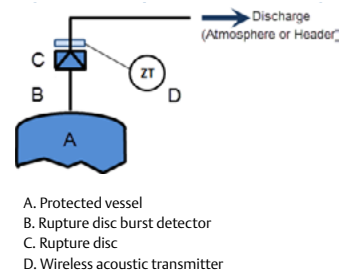 Discharge
(Atmosphere or Header)
C
ZT
B
D
A
A. Protected vessel
B. Rupture disc burst detector
C. Rupture disc
D. Wireless acoustic transmitter